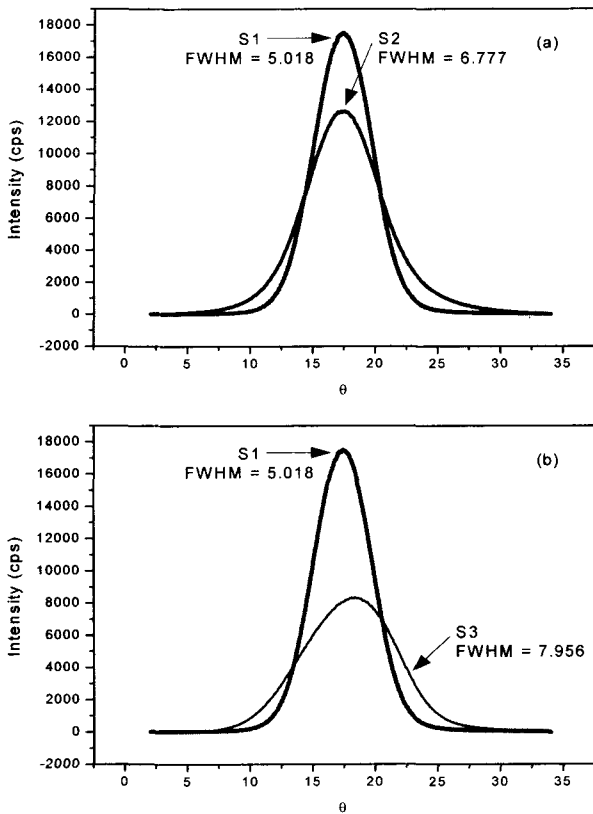 18000
16000
14000
12000
10000
8000
6000
4000
2000
0
-2000
Intensity (cps)
S1
FWHM = 5.018
S2
FWHM = 6.777
(a)
0 5 10 15 20 25 30 35
θ
18000
16000
14000
12000
10000
8000
6000
4000
2000
0
-2000
Intensity (cps)
S1
FWHM = 5.018
(b)
S3
FWHM = 7.956
0 5 10 15 20 25 30 35
θ